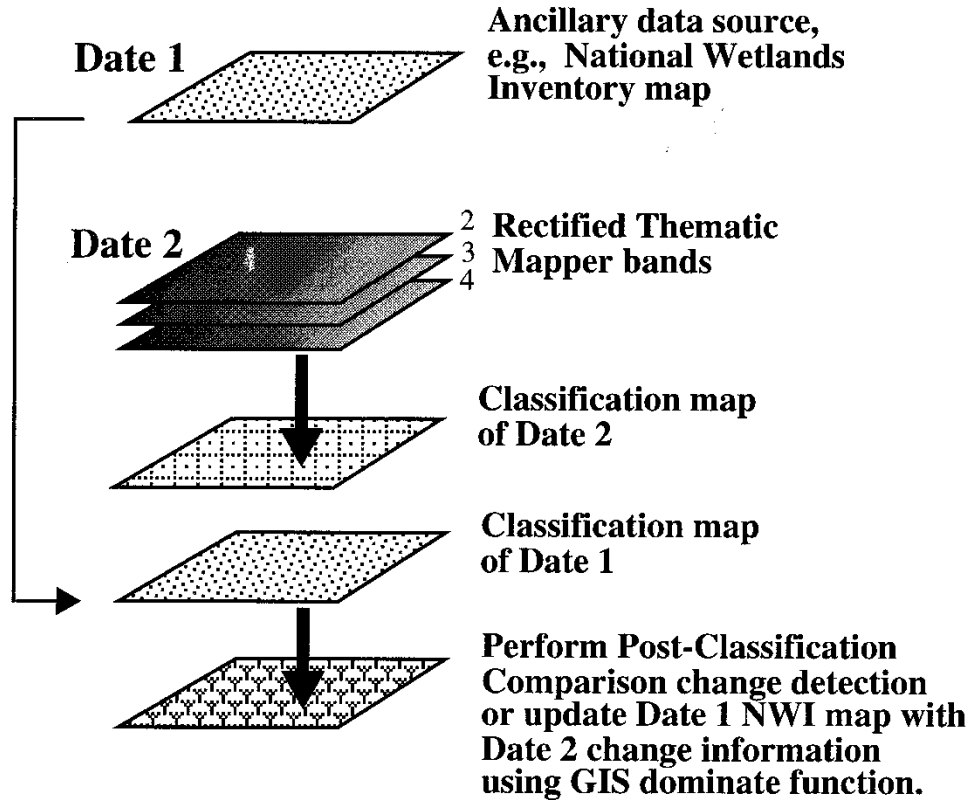 Date 1
Ancillary data source,
e.g., National Wetlands
Inventory map
Date 2
2
3
4
Rectified Thematic
Mapper bands
Classification map
of Date 2
Classification map
of Date 1
Perform Post-Classification
Comparison change detection
or update Date 1 NWI map with
Date 2 change information
using GIS dominate function.